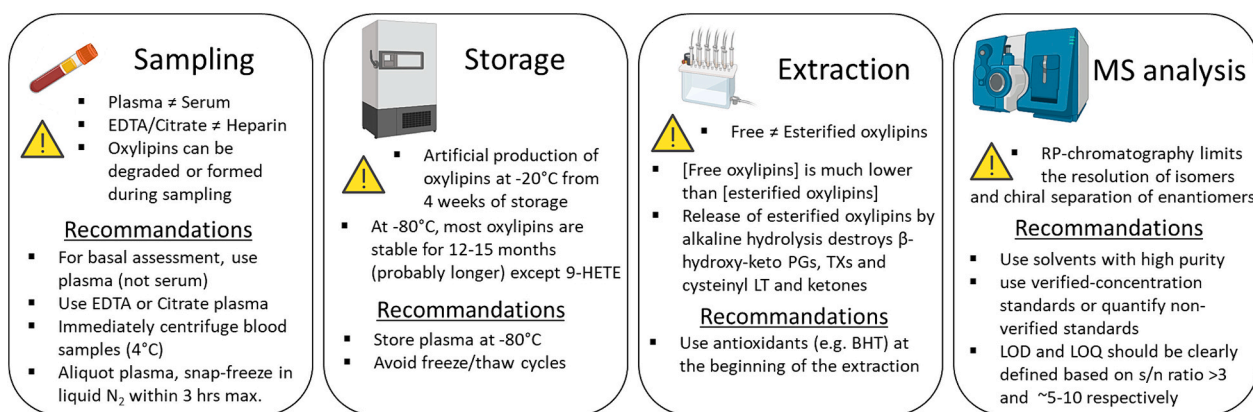 Sampling
▪ Plasma ≠ Serum
▪ EDTA/Citrate ≠ Heparin
▪ Oxylipins can be
degraded or formed
during sampling
Recommandations
▪ For basal assessment, use
plasma (not serum)
▪ Use EDTA or Citrate plasma
▪ Immediately centrifuge blood
samples (4°C)
▪ Aliquot plasma, snap-freeze in
liquid N₂ within 3 hrs max.
Storage
▪ Artificial production of
oxylipins at -20°C from
4 weeks of storage
▪ At -80°C, most oxylipins are
stable for 12-15 months
(probably longer) except 9-HETE
Recommandations
▪ Store plasma at -80°C
▪ Avoid freeze/thaw cycles
Extraction
▪ Free ≠ Esterified oxylipins
▪ [Free oxylipins] is much lower
than [esterified oxylipins]
▪ Release of esterified oxylipins by
alkaline hydrolysis destroys β-
hydroxy-keto PGs, TXs and
cysteinyl LT and ketones
Recommandations
▪ Use antioxidants (e.g. BHT) at
the beginning of the extraction
MS analysis
▪ RP-chromatography limits
the resolution of isomers
and chiral separation of enantiomers
Recommandations
▪ Use solvents with high purity
▪ use verified-concentration
standards or quantify non-
verified standards
▪ LOD and LOQ should be clearly
defined based on s/n ratio >3
and ~5-10 respectively